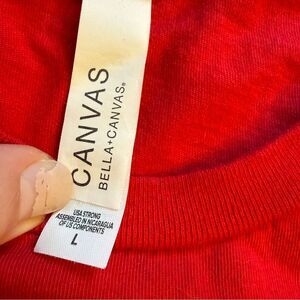 CANVAS
BELLA+CANVAS®
USA STRONG
ASSEMBLED IN NICARAGUA
OF US COMPONENTS
L